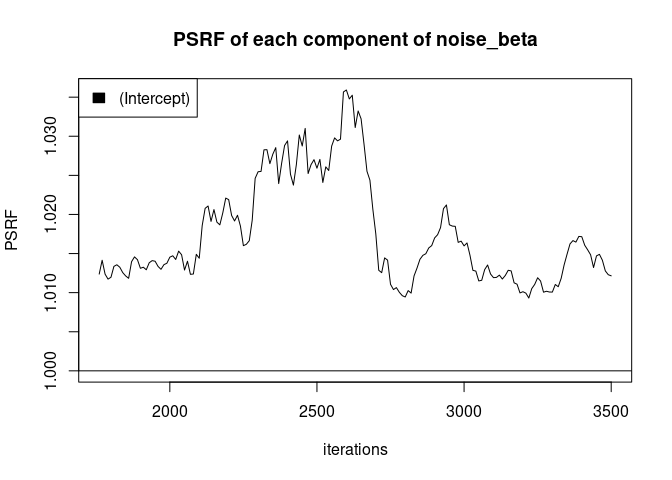 PSRF of each component of noise_beta
(Intercept)
PSRF
1.030
1.020
1.010
1.000
2000 2500 3000 3500
iterations